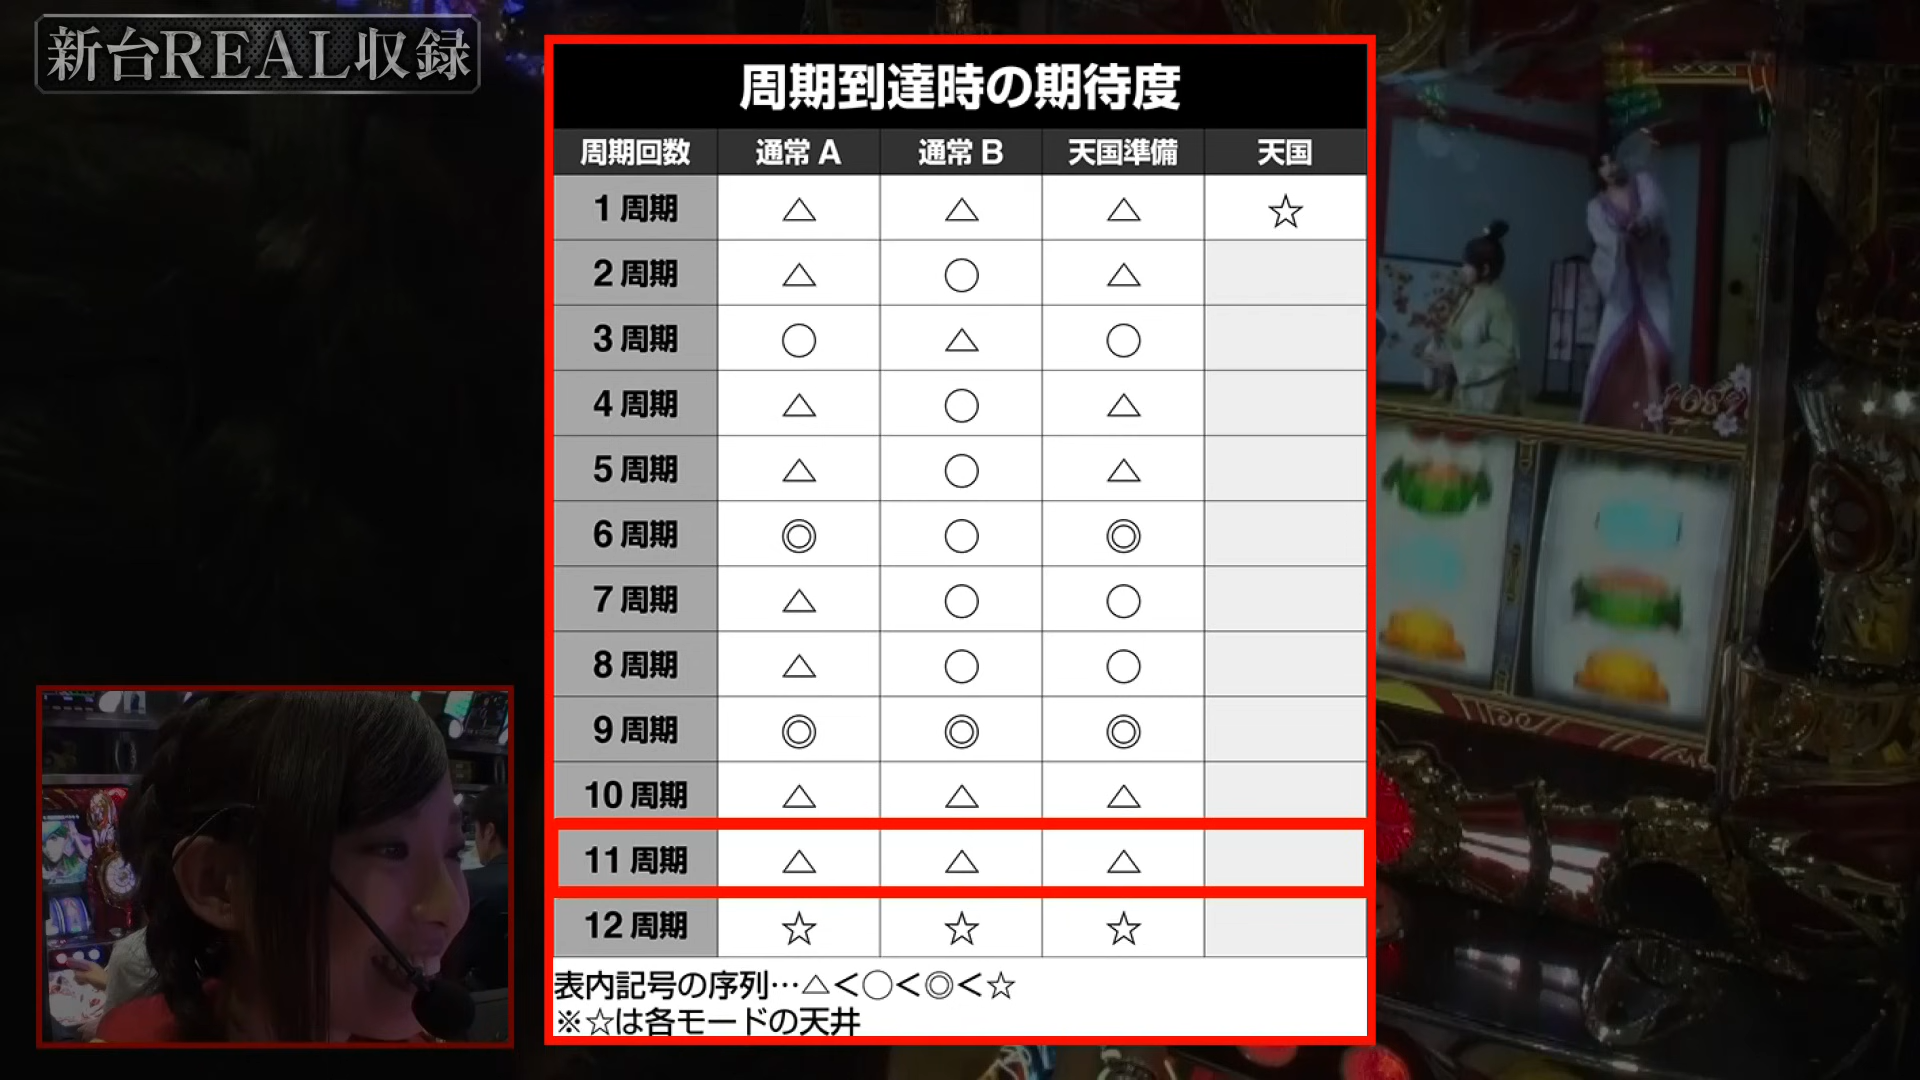 新台REAL収録
周期到達時の期待度
周期回数 通常A 通常B 天国準備 天国
1周期 △ △ △ ☆
2周期 △ ○ △
3周期 ○ △ ○
4周期 △ ○ △
5周期 △ ○ △
6周期 ◎ ○ ◎
7周期 △ ○ ○
8周期 △ ○ ○
9周期 ◎ ◎ ◎
10周期 △ △ △
11周期 △ △ △
12周期 ☆ ☆ ☆
表内記号の序列…△<○<◎<☆
※☆は各モードの天井